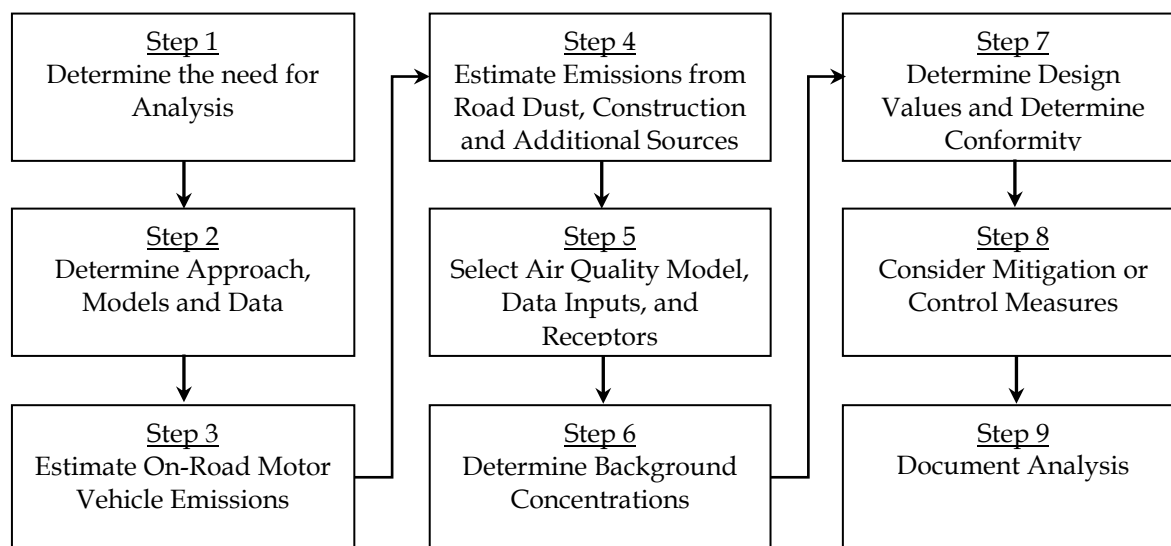 Step 1
Determine the need for
Analysis
Step 2
Determine Approach,
Models and Data
Step 3
Estimate On-Road Motor
Vehicle Emissions
Step 4
Estimate Emissions from
Road Dust, Construction
and Additional Sources
Step 5
Select Air Quality Model,
Data Inputs, and
Receptors
Step 6
Determine Background
Concentrations
Step 7
Determine Design
Values and Determine
Conformity
Step 8
Consider Mitigation or
Control Measures
Step 9
Document Analysis